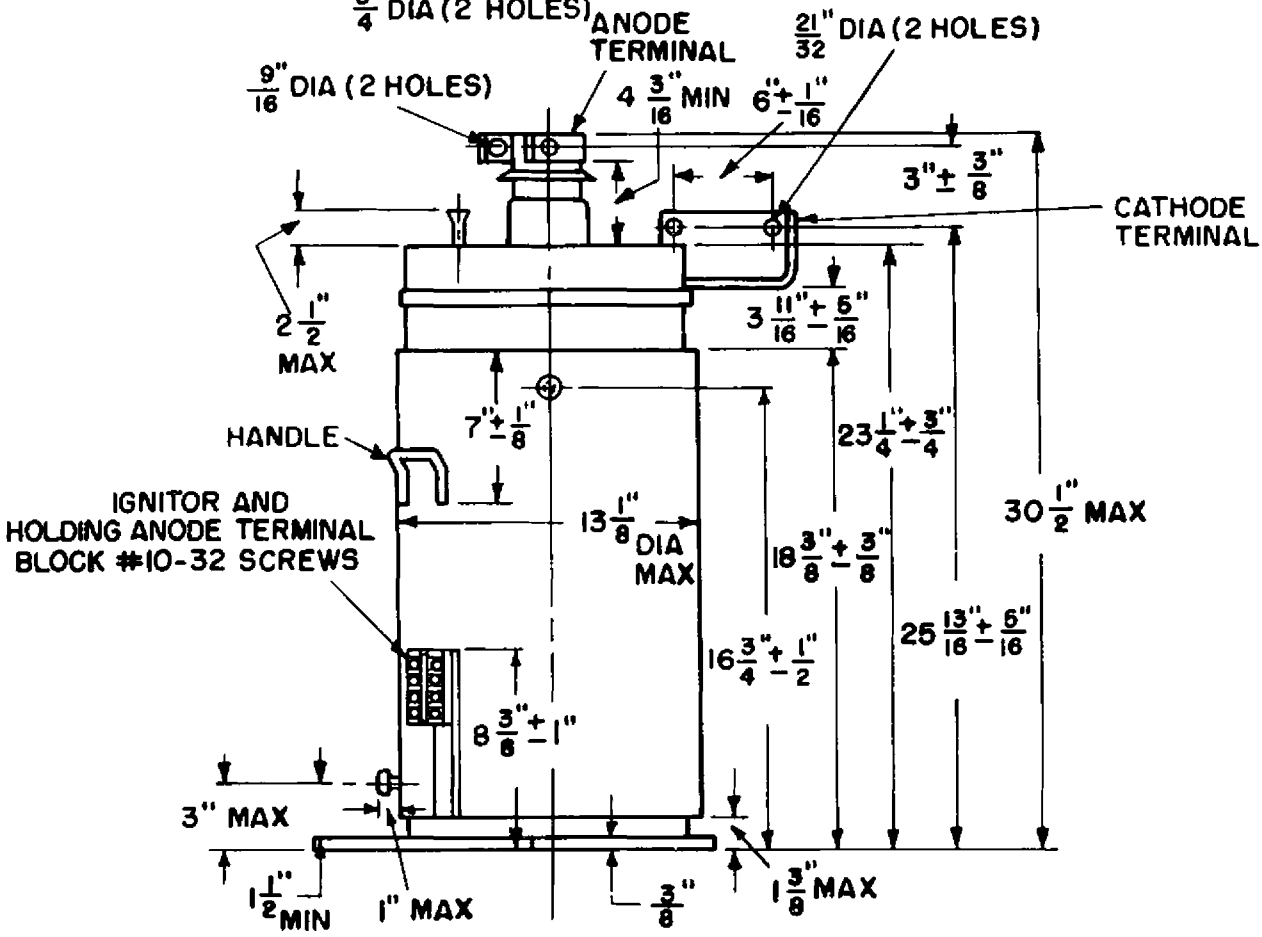 DIA (2 HOLES)
ANODE
TERMINAL
21/32" DIA (2 HOLES)
9/16" DIA (2 HOLES)
4 3/16" MIN
6" ± 1/16"
3" ± 3/8"
CATHODE
TERMINAL
2 1/2"
MAX
3 11/16" ± 5/16"
7" ± 1/8"
HANDLE
23 1/4" ± 3/4"
30 1/2" MAX
IGNITOR AND
HOLDING ANODE TERMINAL
BLOCK #10-32 SCREWS
13 1/8"
DIA
MAX
18 3/8" ± 3/8"
25 13/16" ± 5/16"
16 3/4" ± 1/2"
8 3/8" ± 1"
3" MAX
1 1/2"
MIN
1" MAX
3/8"
1 3/8" MAX